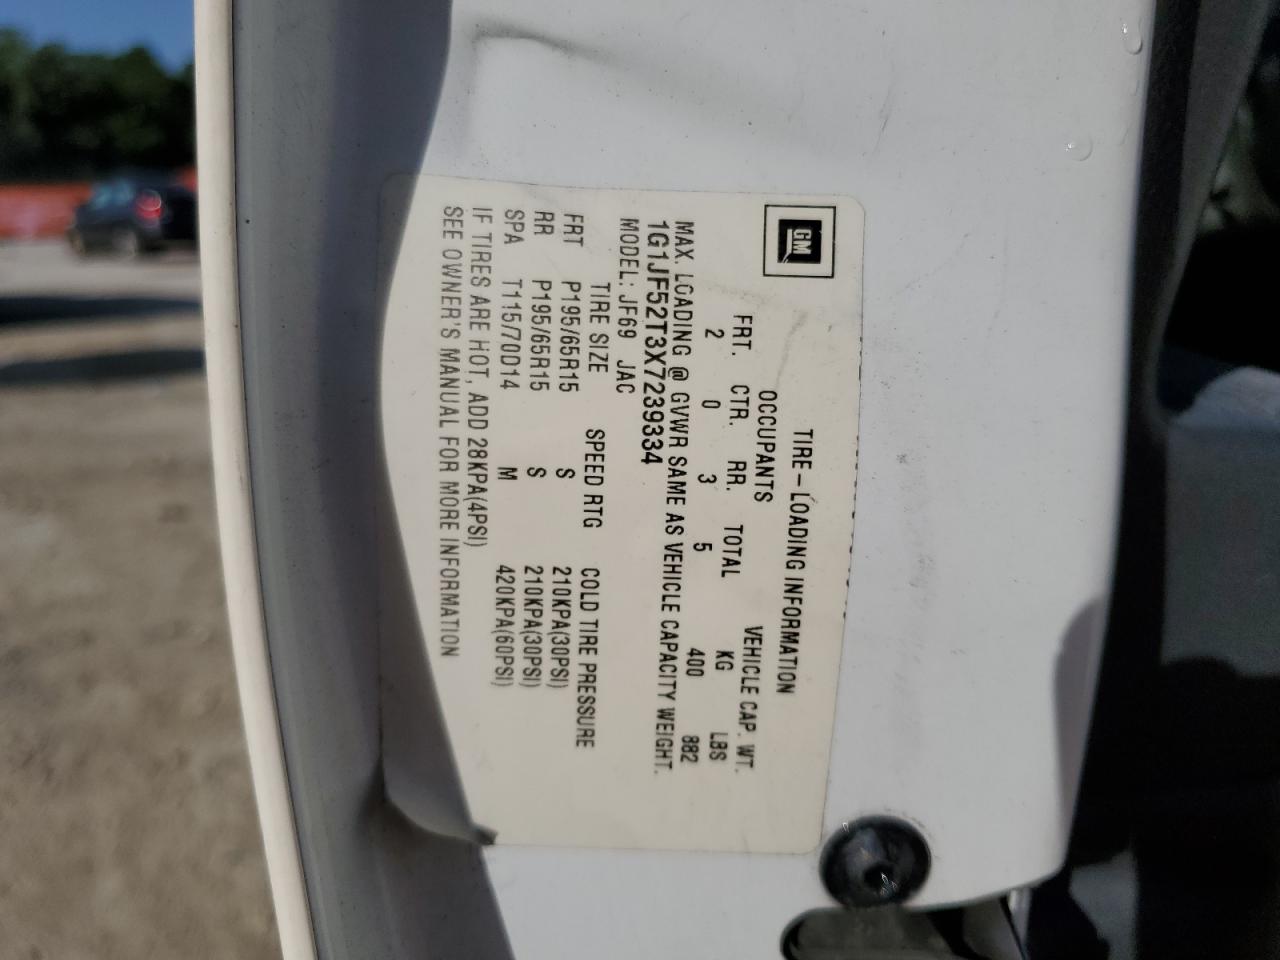 GM
TIRE-LOADING INFORMATION
OCCUPANTS VEHICLE CAP. WT.
FRT. CTR. RR. TOTAL KG LBS
2 0 3 5 400 882
MAX. LOADING @ GVWR SAME AS VEHICLE CAPACITY WEIGHT.
1G1JF52T3X7239334
MODEL: JF69 JAC
TIRE SIZE SPEED RTG COLD TIRE PRESSURE
FRT P195/65R15 S 210KPA(30PSI)
RR P195/65R15 S 210KPA(30PSI)
SPA T115/70D14 M 420KPA(60PSI)
IF TIRES ARE HOT, ADD 28KPA(4PSI)
SEE OWNER'S MANUAL FOR MORE INFORMATION